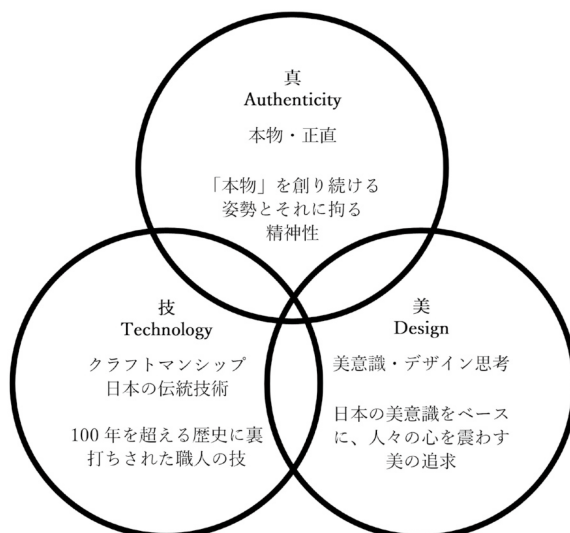 真
Authenticity
本物・正直
「本物」を創り続ける
姿勢とそれに拘る
精神性
技
Technology
クラフトマンシップ
日本の伝統技術
100年を超える歴史に裏
打ちされた職人の技
美
Design
美意識・デザイン思考
日本の美意識をベース
に、人々の心を震わす
美の追求